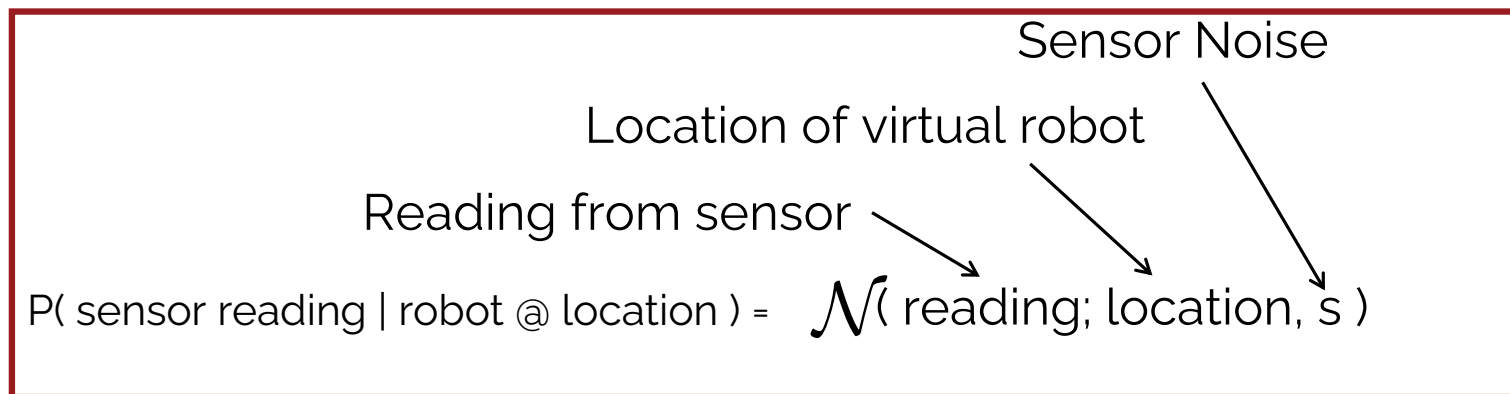 Sensor Noise
Location of virtual robot
Reading from sensor
P( sensor reading | robot @ location ) = 𝒩( reading; location, s )